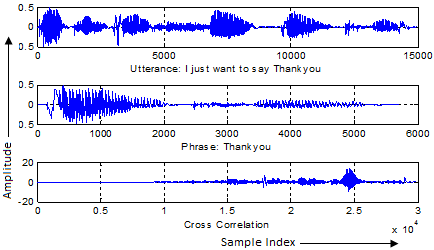 0.5
0
0.5
0 5000 10000 15000
Utterance: I just want to say Thankyou
0.5
0
0.5
0 1000 2000 3000 4000 5000 6000
Phrase: Thankyou
20
0
-20
0 0.5 1 1.5 2 2.5 3
x 10^4
Cross Correlation
Sample Index
Amplitude